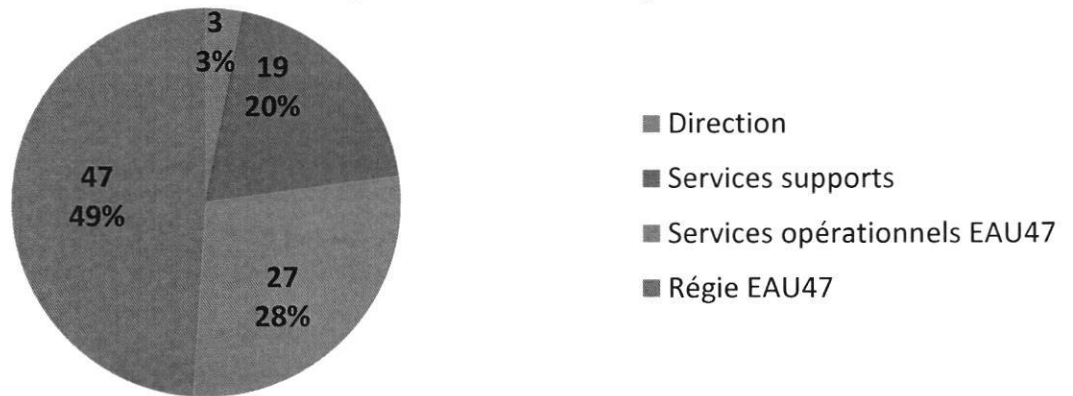 3
3%
19
20%
47
49%
27
28%
Direction
Services supports
Services opérationnels EAU47
Régie EAU47